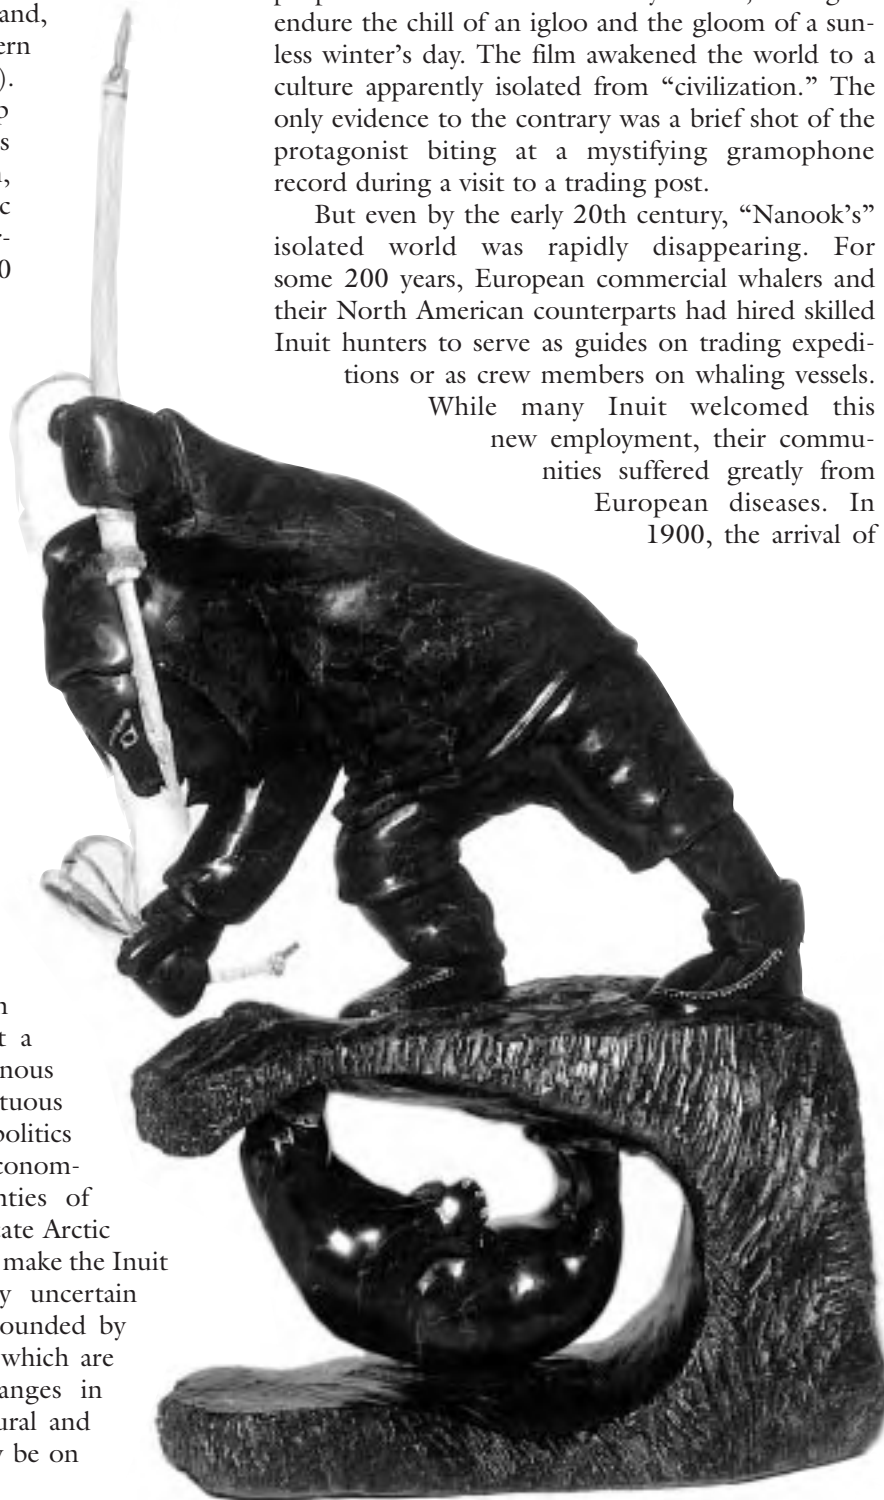 and,
ern
).
p
s
,
c
-
0
n
t a
nous
tuous
politics
conom-
nties of
ate Arctic
make the Inuit
y uncertain
ounded by
which are
anges in
ural and
be on
endure the chill of an igloo and the gloom of a sun-
less winter’s day. The film awakened the world to a
culture apparently isolated from “civilization.” The
only evidence to the contrary was a brief shot of the
protagonist biting at a mystifying gramophone
record during a visit to a trading post.
But even by the early 20th century, “Nanook’s”
isolated world was rapidly disappearing. For
some 200 years, European commercial whalers and
their North American counterparts had hired skilled
Inuit hunters to serve as guides on trading expedi-
tions or as crew members on whaling vessels.
While many Inuit welcomed this
new employment, their commu-
nities suffered greatly from
European diseases. In
1900, the arrival of